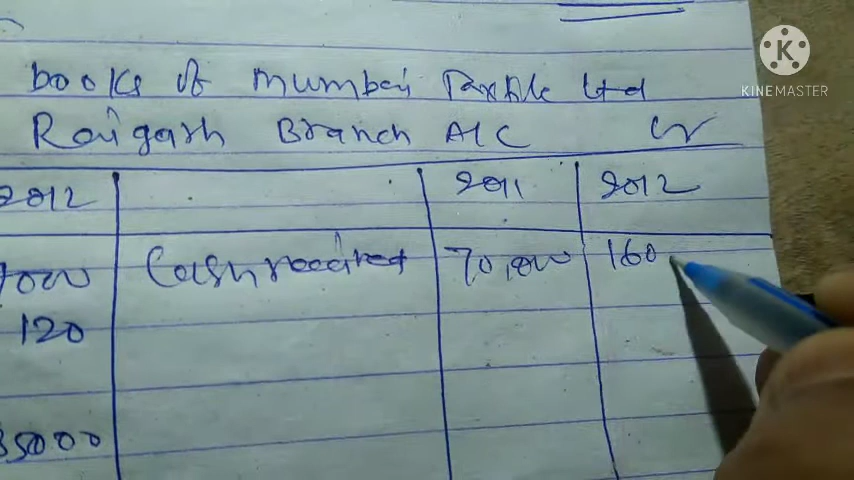 K
KINEMASTER
books of Mumbai Textile Ltd
Raigarh Branch A/C Cr
2012 2011 2012
Cash received 70,000 160
120
35000